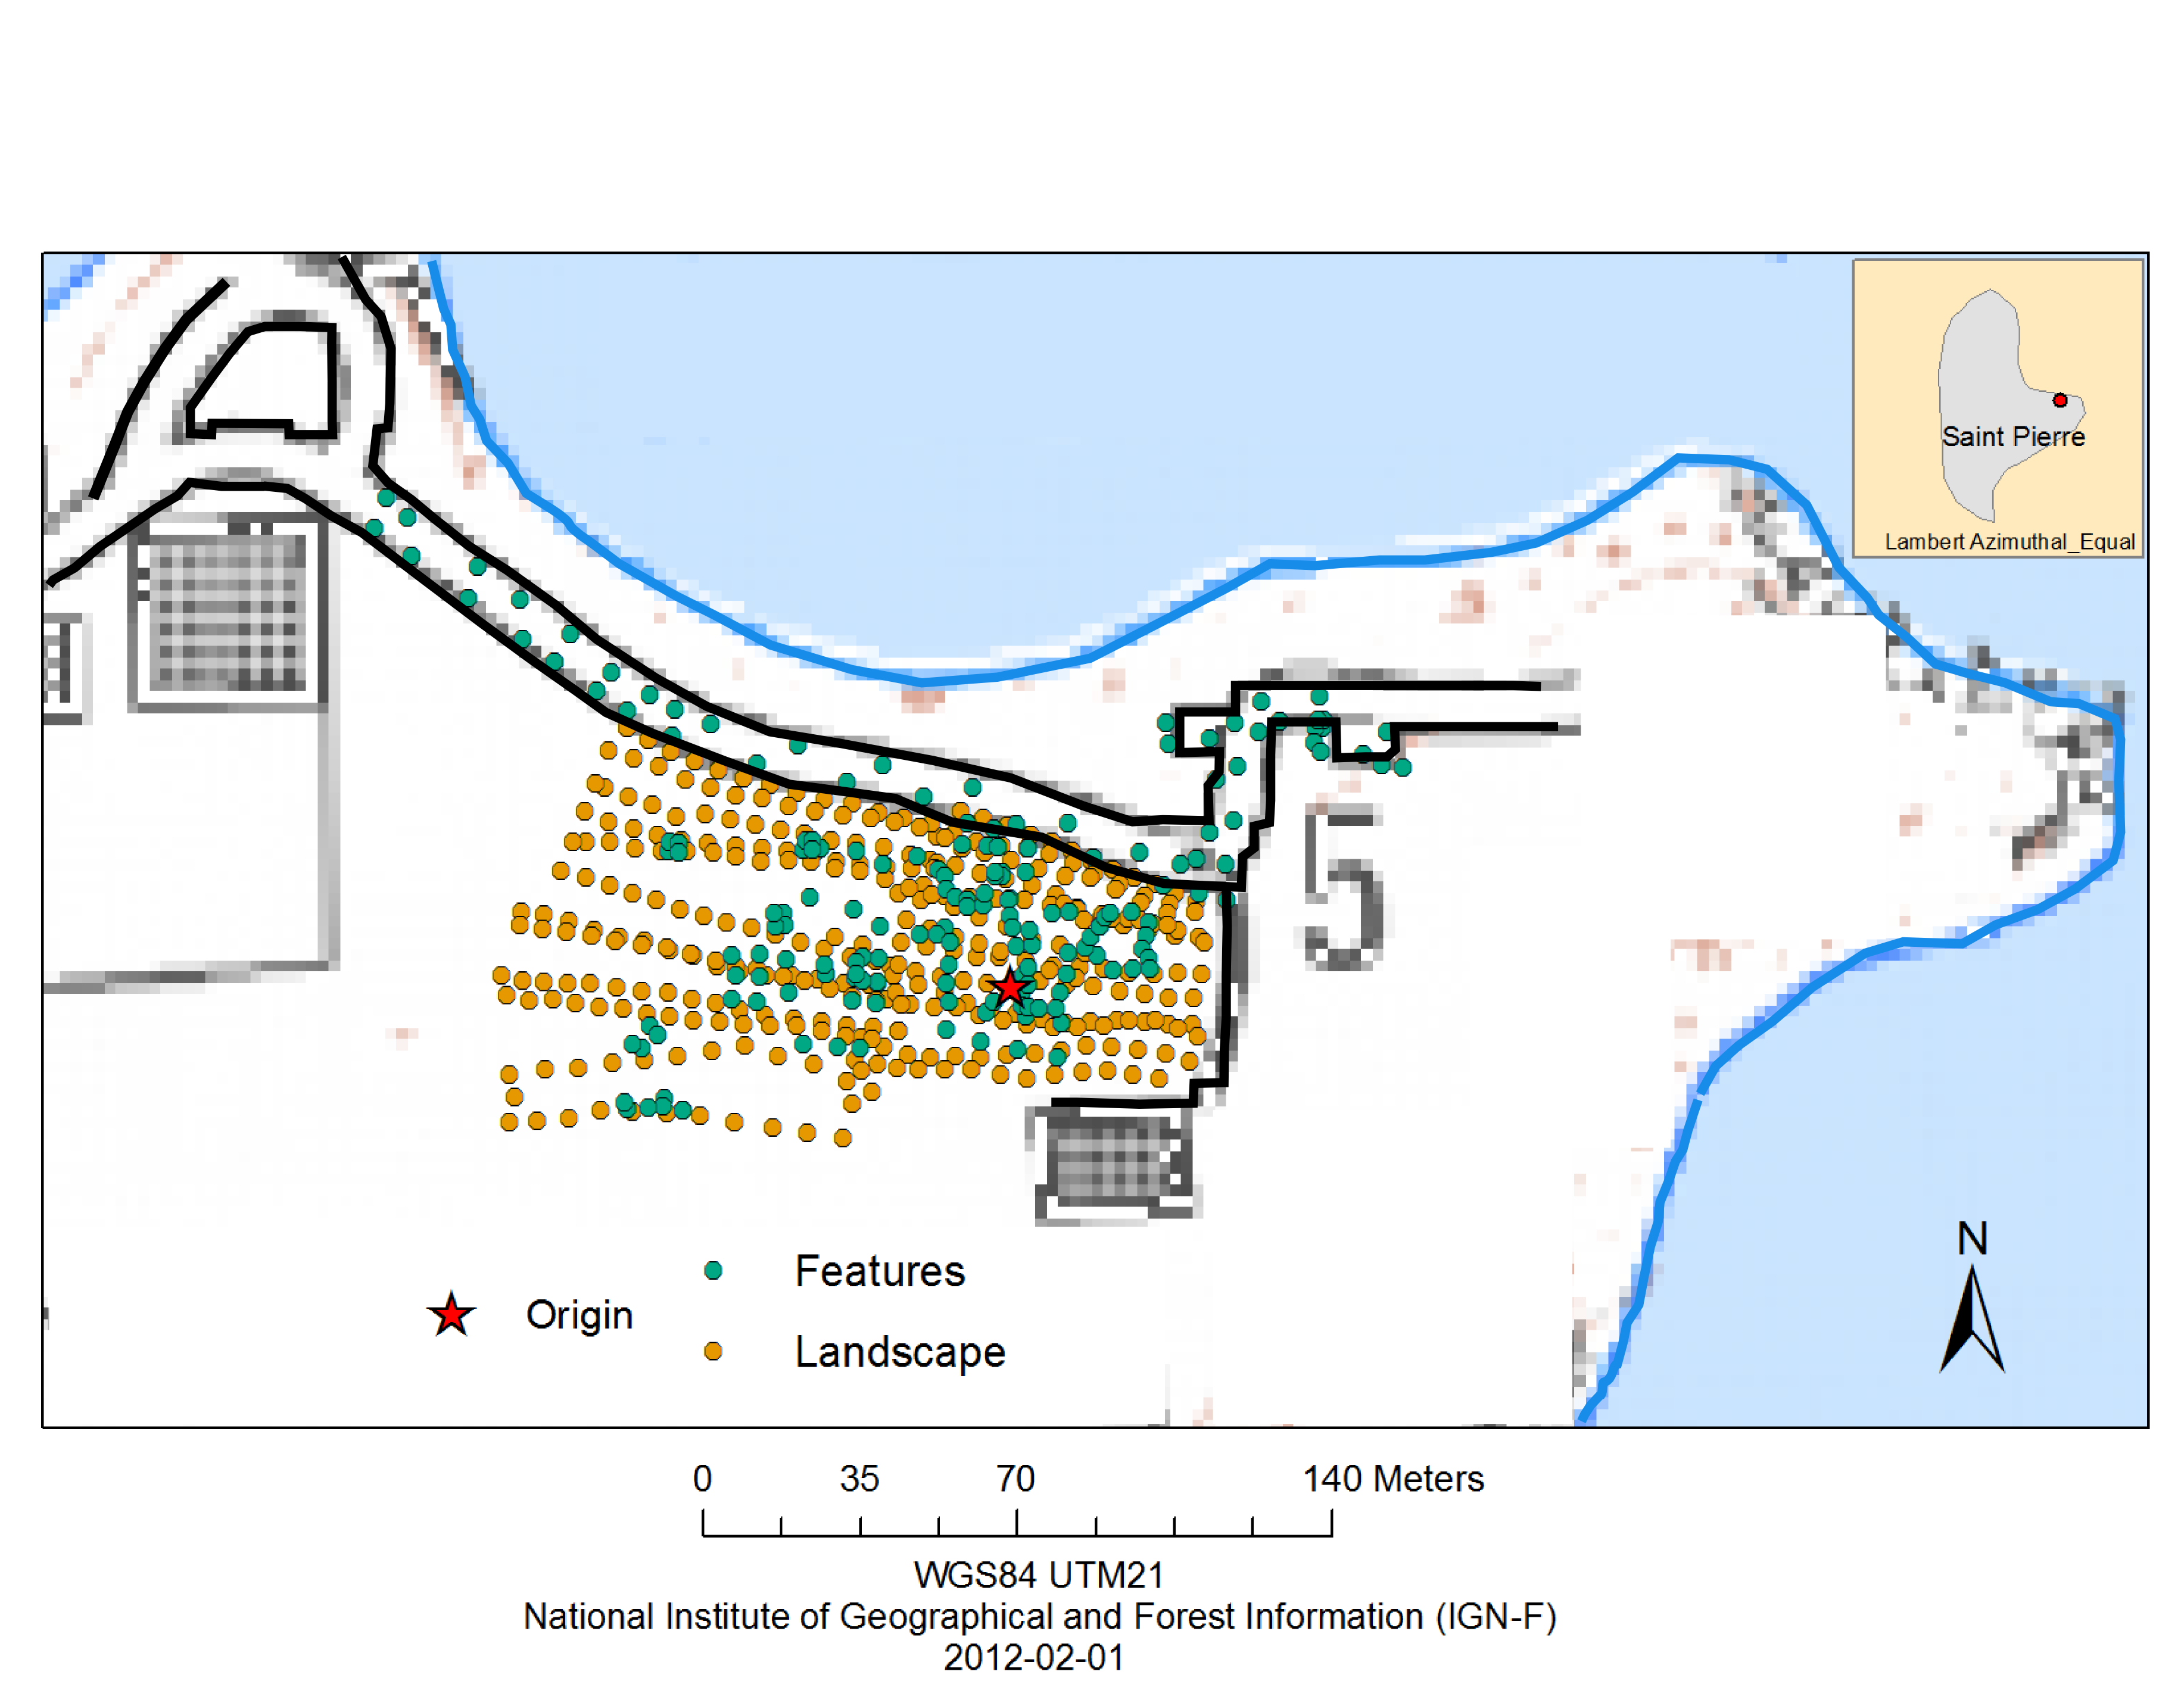 Saint Pierre
Lambert Azimuthal_Equal
5
N
Features
Origin
Landscape
0 35 70 140 Meters
WGS84 UTM21
National Institute of Geographical and Forest Information (IGN-F)
2012-02-01